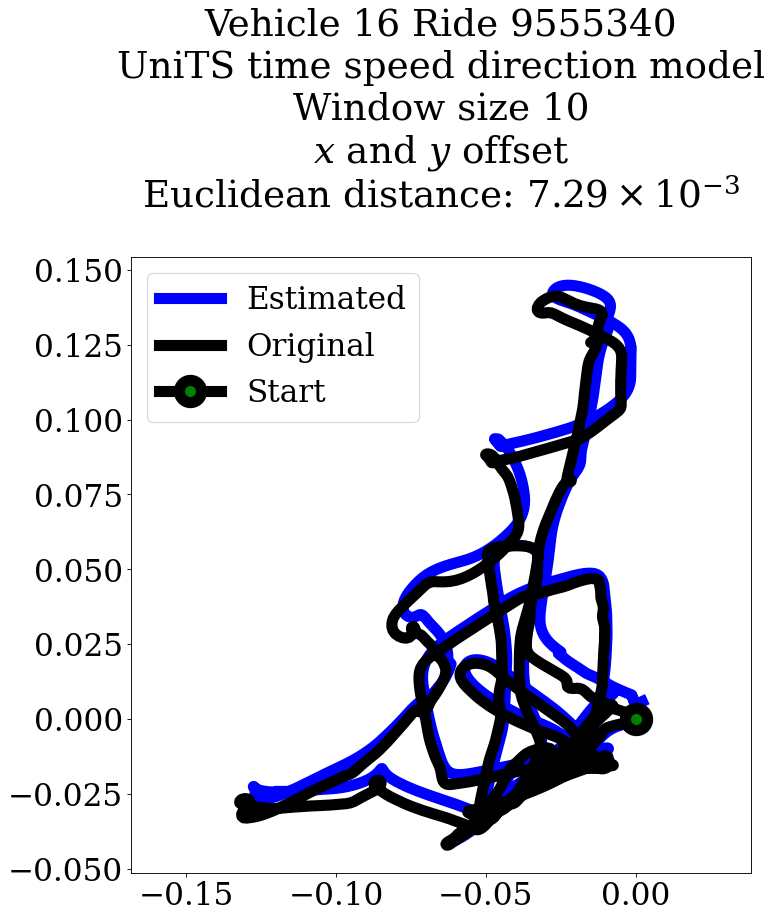 Vehicle 16 Ride 9555340
UniTS time speed direction model
Window size 10
x and y offset
Euclidean distance: 7.29 × 10⁻³
Estimated
Original
Start
0.150
0.125
0.100
0.075
0.050
0.025
0.000
−0.025
−0.050
−0.15 −0.10 −0.05 0.00